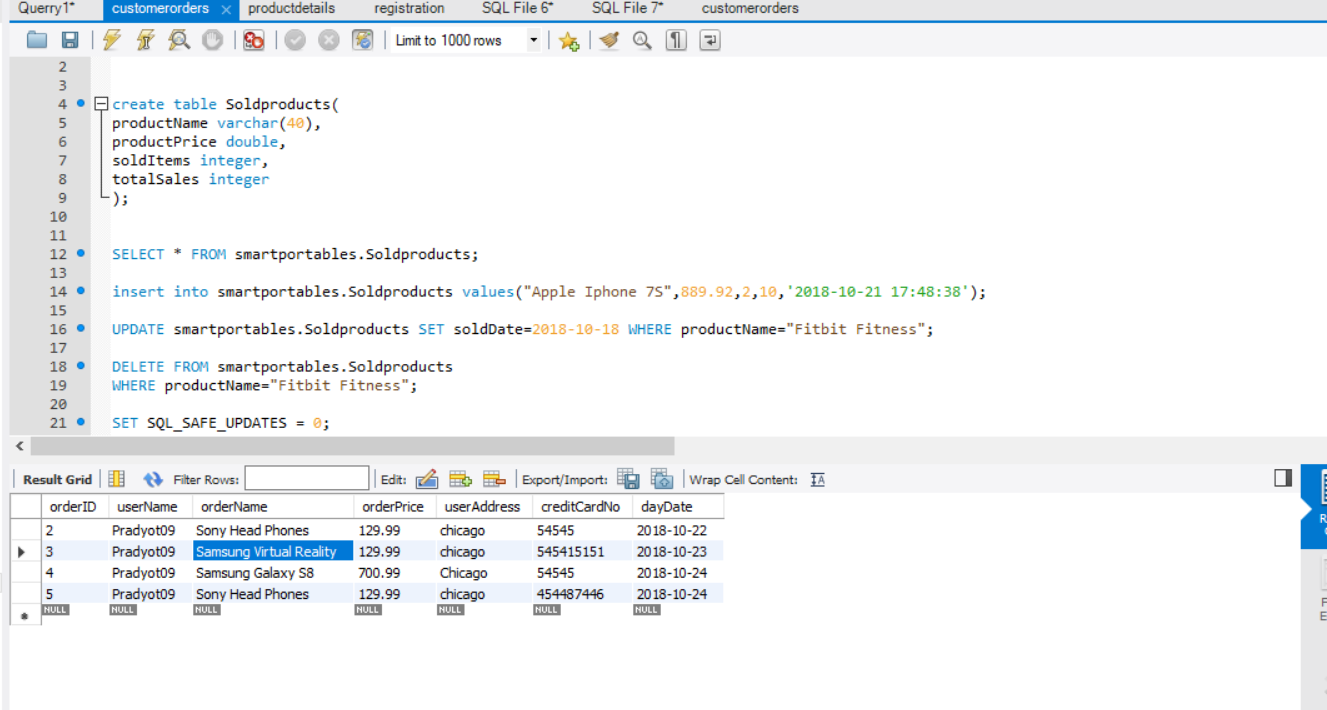 Querry1* customerorders × productdetails registration SQL File 6* SQL File 7* customerorders
Limit to 1000 rows
2
3
4 create table Soldproducts(
5 productName varchar(40),
6 productPrice double,
7 soldItems integer,
8 totalSales integer
9 );
10
11
12 SELECT * FROM smartportables.Soldproducts;
13
14 insert into smartportables.Soldproducts values("Apple Iphone 7S",889.92,2,10,'2018-10-21 17:48:38');
15
16 UPDATE smartportables.Soldproducts SET soldDate=2018-10-18 WHERE productName="Fitbit Fitness";
17
18 DELETE FROM smartportables.Soldproducts
19 WHERE productName="Fitbit Fitness";
20
21 SET SQL_SAFE_UPDATES = 0;
Result Grid Filter Rows: Edit: Export/Import: Wrap Cell Content: IA
orderID userName orderName orderPrice userAddress creditCardNo dayDate
2 Pradyot09 Sony Head Phones 129.99 chicago 54545 2018-10-22
3 Pradyot09 Samsung Virtual Reality 129.99 chicago 545415151 2018-10-23
4 Pradyot09 Samsung Galaxy S8 700.99 Chicago 54545 2018-10-24
5 Pradyot09 Sony Head Phones 129.99 chicago 454487446 2018-10-24
NULL NULL NULL NULL NULL NULL NULL